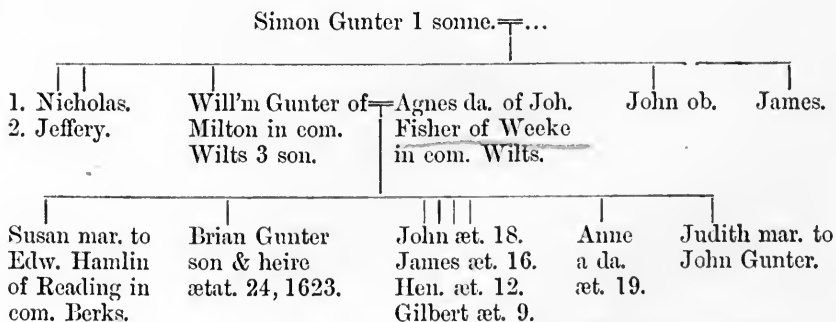 Simon Gunter 1 sonne. ...
1. Nicholas.
2. Jeffery.
Will'm Gunter of
Milton in com.
Wilts 3 son.
Agnes da. of Joh.
Fisher of Weeke
in com. Wilts.
John ob.
James.
Susan mar. to
Edw. Hamlin
of Reading in
com. Berks.
Brian Gunter
son & heire
ætat. 24, 1623.
John æt. 18.
James æt. 16.
Hen. æt. 12.
Gilbert æt. 9.
Anne
a da.
æt. 19.
Judith mar. to
John Gunter.